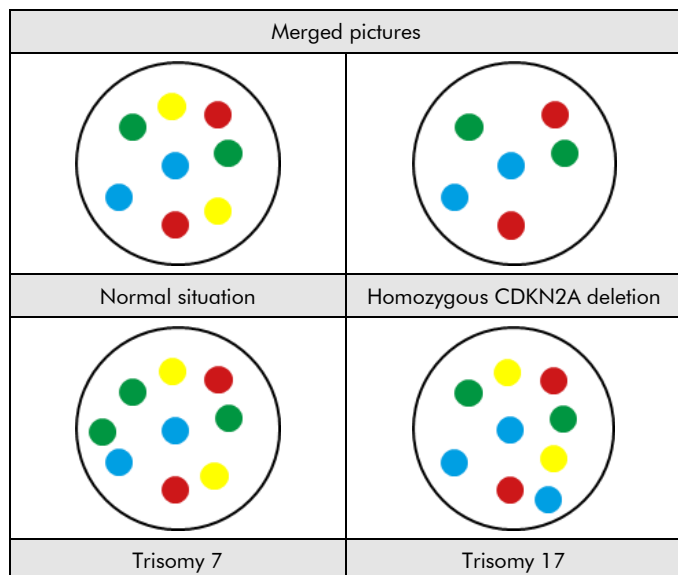 Merged pictures
Normal situation
Homozygous CDKN2A deletion
Trisomy 7
Trisomy 17